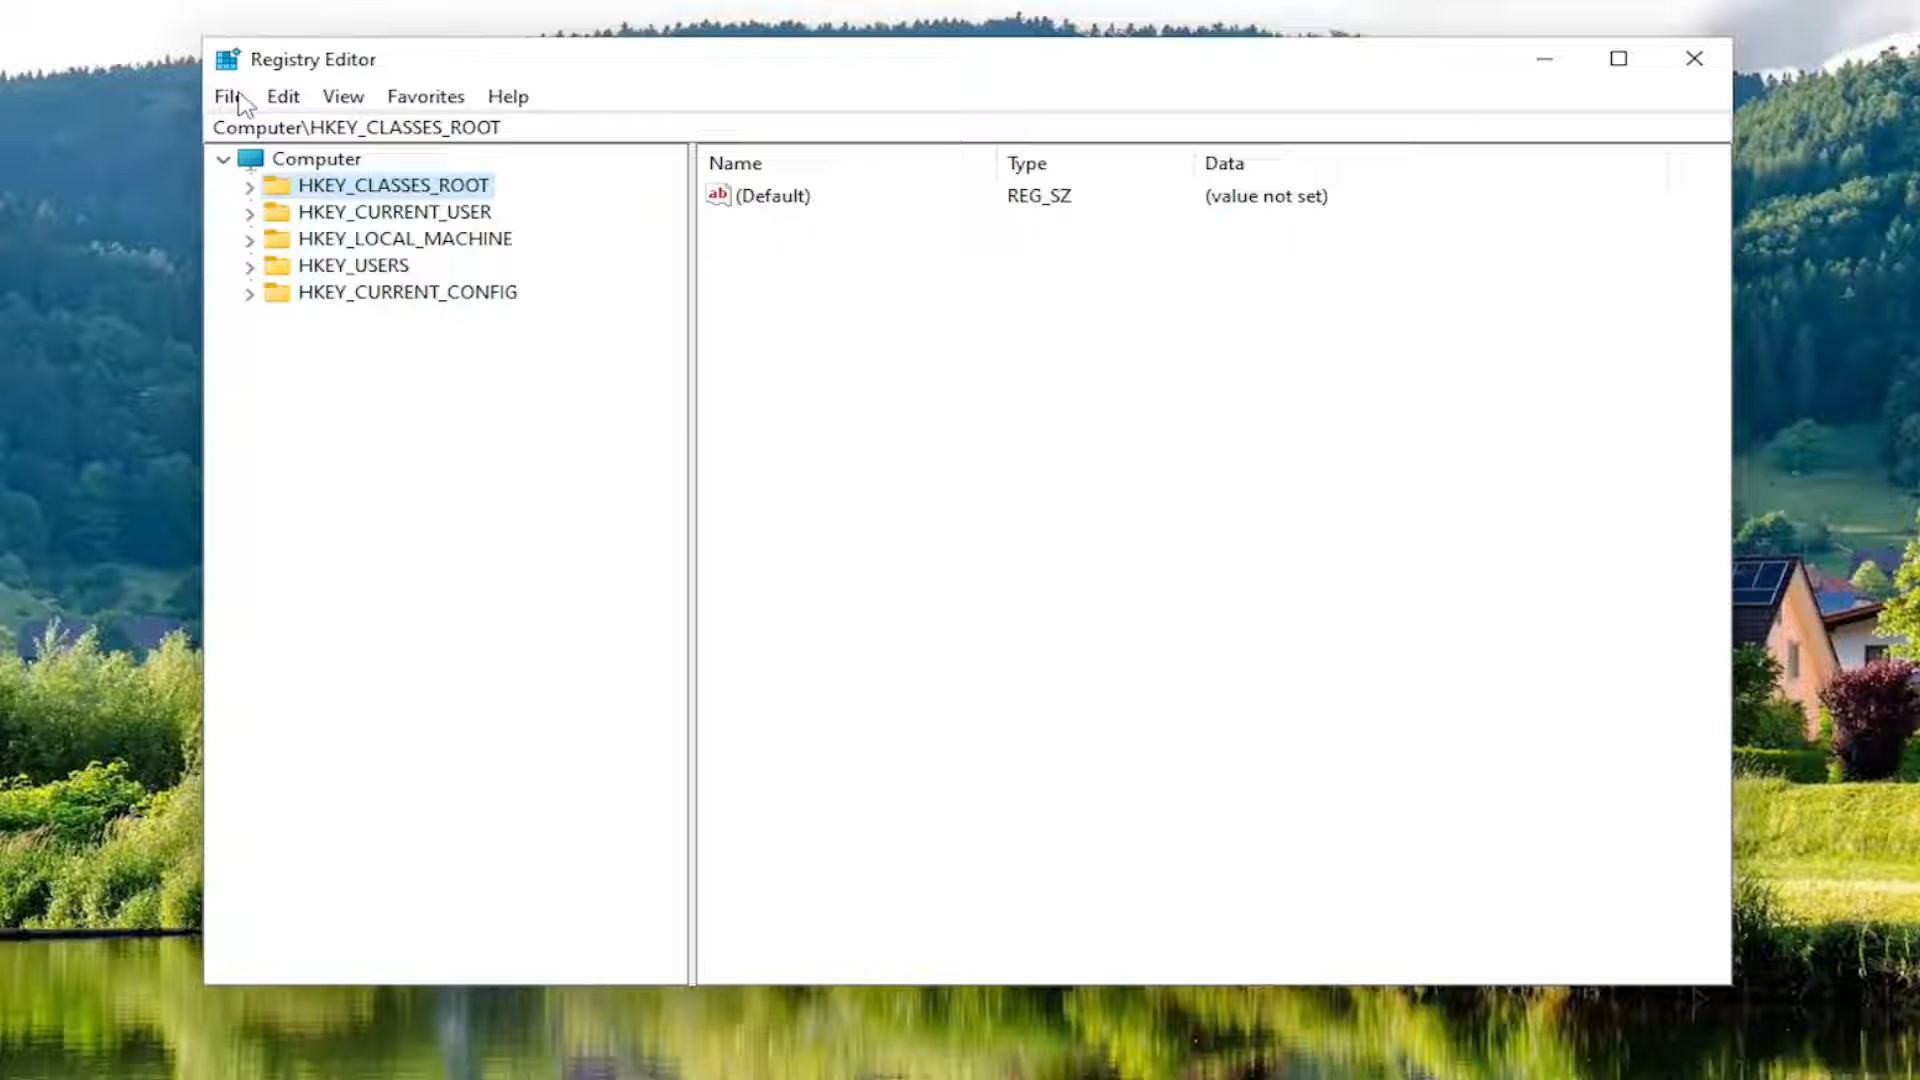 Registry Editor
File Edit View Favorites Help
Computer\HKEY_CLASSES_ROOT
Computer
HKEY_CLASSES_ROOT
HKEY_CURRENT_USER
HKEY_LOCAL_MACHINE
HKEY_USERS
HKEY_CURRENT_CONFIG
Name Type Data
ab (Default) REG_SZ (value not set)